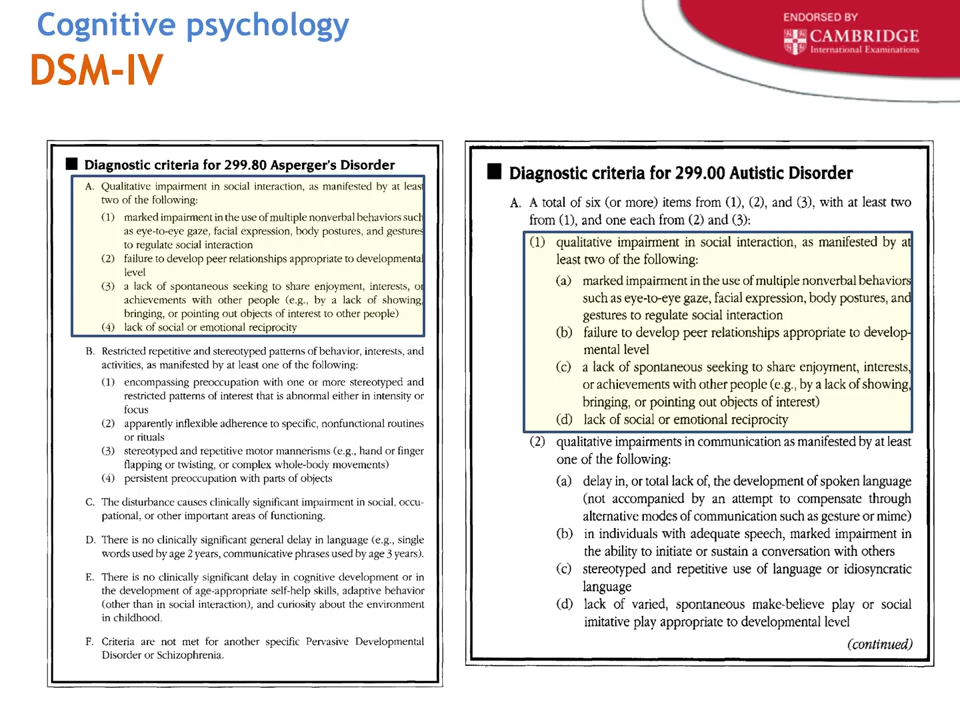 Cognitive psychology
DSM-IV
ENDORSED BY
CAMBRIDGE
International Examinations
■ Diagnostic criteria for 299.80 Asperger's Disorder
A. Qualitative impairment in social interaction, as manifested by at least
two of the following:
(1) marked impairment in the use of multiple nonverbal behaviors such
as eye-to-eye gaze, facial expression, body postures, and gestures
to regulate social interaction
(2) failure to develop peer relationships appropriate to developmental
level
(3) a lack of spontaneous seeking to share enjoyment, interests, or
achievements with other people (e.g., by a lack of showing,
bringing, or pointing out objects of interest to other people)
(4) lack of social or emotional reciprocity
B. Restricted repetitive and stereotyped patterns of behavior, interests, and
activities, as manifested by at least one of the following:
(1) encompassing preoccupation with one or more stereotyped and
restricted patterns of interest that is abnormal either in intensity or
focus
(2) apparently inflexible adherence to specific, nonfunctional routines
or rituals
(3) stereotyped and repetitive motor mannerisms (e.g., hand or finger
flapping or twisting, or complex whole-body movements)
(4) persistent preoccupation with parts of objects
C. The disturbance causes clinically significant impairment in social, occu-
pational, or other important areas of functioning.
D. There is no clinically significant general delay in language (e.g., single
words used by age 2 years, communicative phrases used by age 3 years).
E. There is no clinically significant delay in cognitive development or in
the development of age-appropriate self-help skills, adaptive behavior
(other than in social interaction), and curiosity about the environment
in childhood.
F. Criteria are not met for another specific Pervasive Developmental
Disorder or Schizophrenia.
■ Diagnostic criteria for 299.00 Autistic Disorder
A. A total of six (or more) items from (1), (2), and (3), with at least two
from (1), and one each from (2) and (3):
(1) qualitative impairment in social interaction, as manifested by at
least two of the following:
(a) marked impairment in the use of multiple nonverbal behaviors
such as eye-to-eye gaze, facial expression, body postures, and
gestures to regulate social interaction
(b) failure to develop peer relationships appropriate to develop-
mental level
(c) a lack of spontaneous seeking to share enjoyment, interests,
or achievements with other people (e.g., by a lack of showing,
bringing, or pointing out objects of interest)
(d) lack of social or emotional reciprocity
(2) qualitative impairments in communication as manifested by at least
one of the following:
(a) delay in, or total lack of, the development of spoken language
(not accompanied by an attempt to compensate through
alternative modes of communication such as gesture or mime)
(b) in individuals with adequate speech, marked impairment in
the ability to initiate or sustain a conversation with others
(c) stereotyped and repetitive use of language or idiosyncratic
language
(d) lack of varied, spontaneous make-believe play or social
imitative play appropriate to developmental level
(continued)